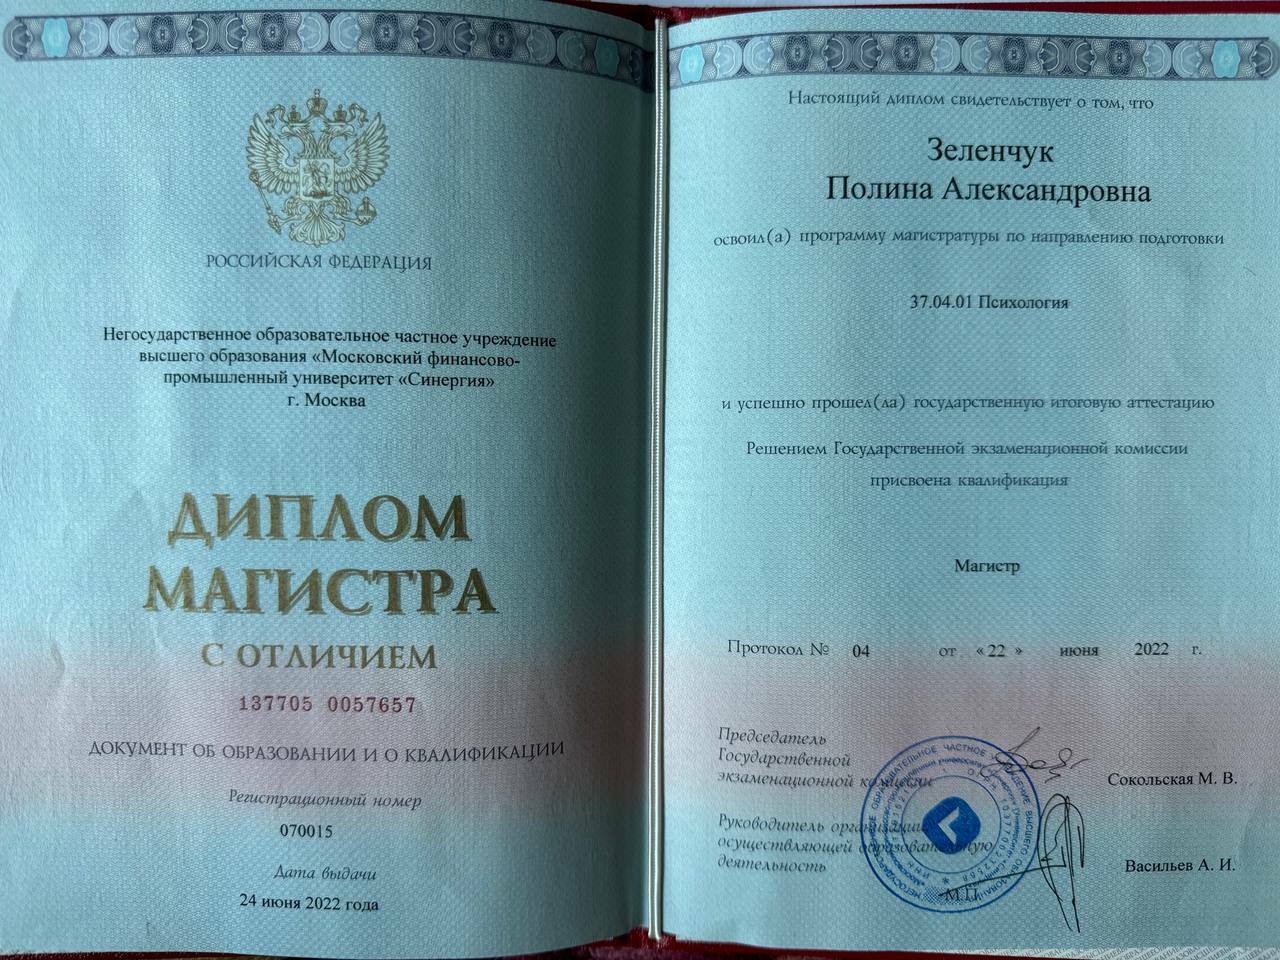 РОССИЙСКАЯ ФЕДЕРАЦИЯ
Негосударственное образовательное частное учреждение
высшего образования «Московский финансово-
промышленный университет «Синергия»
г. Москва
ДИПЛОМ
МАГИСТРА
С ОТЛИЧИЕМ
137705 0057657
ДОКУМЕНТ ОБ ОБРАЗОВАНИИ И О КВАЛИФИКАЦИИ
Регистрационный номер
070015
Дата выдачи
24 июня 2022 года
Настоящий диплом свидетельствует о том, что
Зеленчук
Полина Александровна
освоил(а) программу магистратуры по направлению подготовки
37.04.01 Психология
и успешно прошел(ла) государственную итоговую аттестацию
Решением Государственной экзаменационной комиссии
присвоена квалификация
Магистр
Протокол № 04 от «22 » июня 2022 г.
Председатель
Государственной
экзаменационной комиссии
Сокольская М. В.
Руководитель организации,
осуществляющей образовательную
деятельность
Васильев А. И.
М.П.